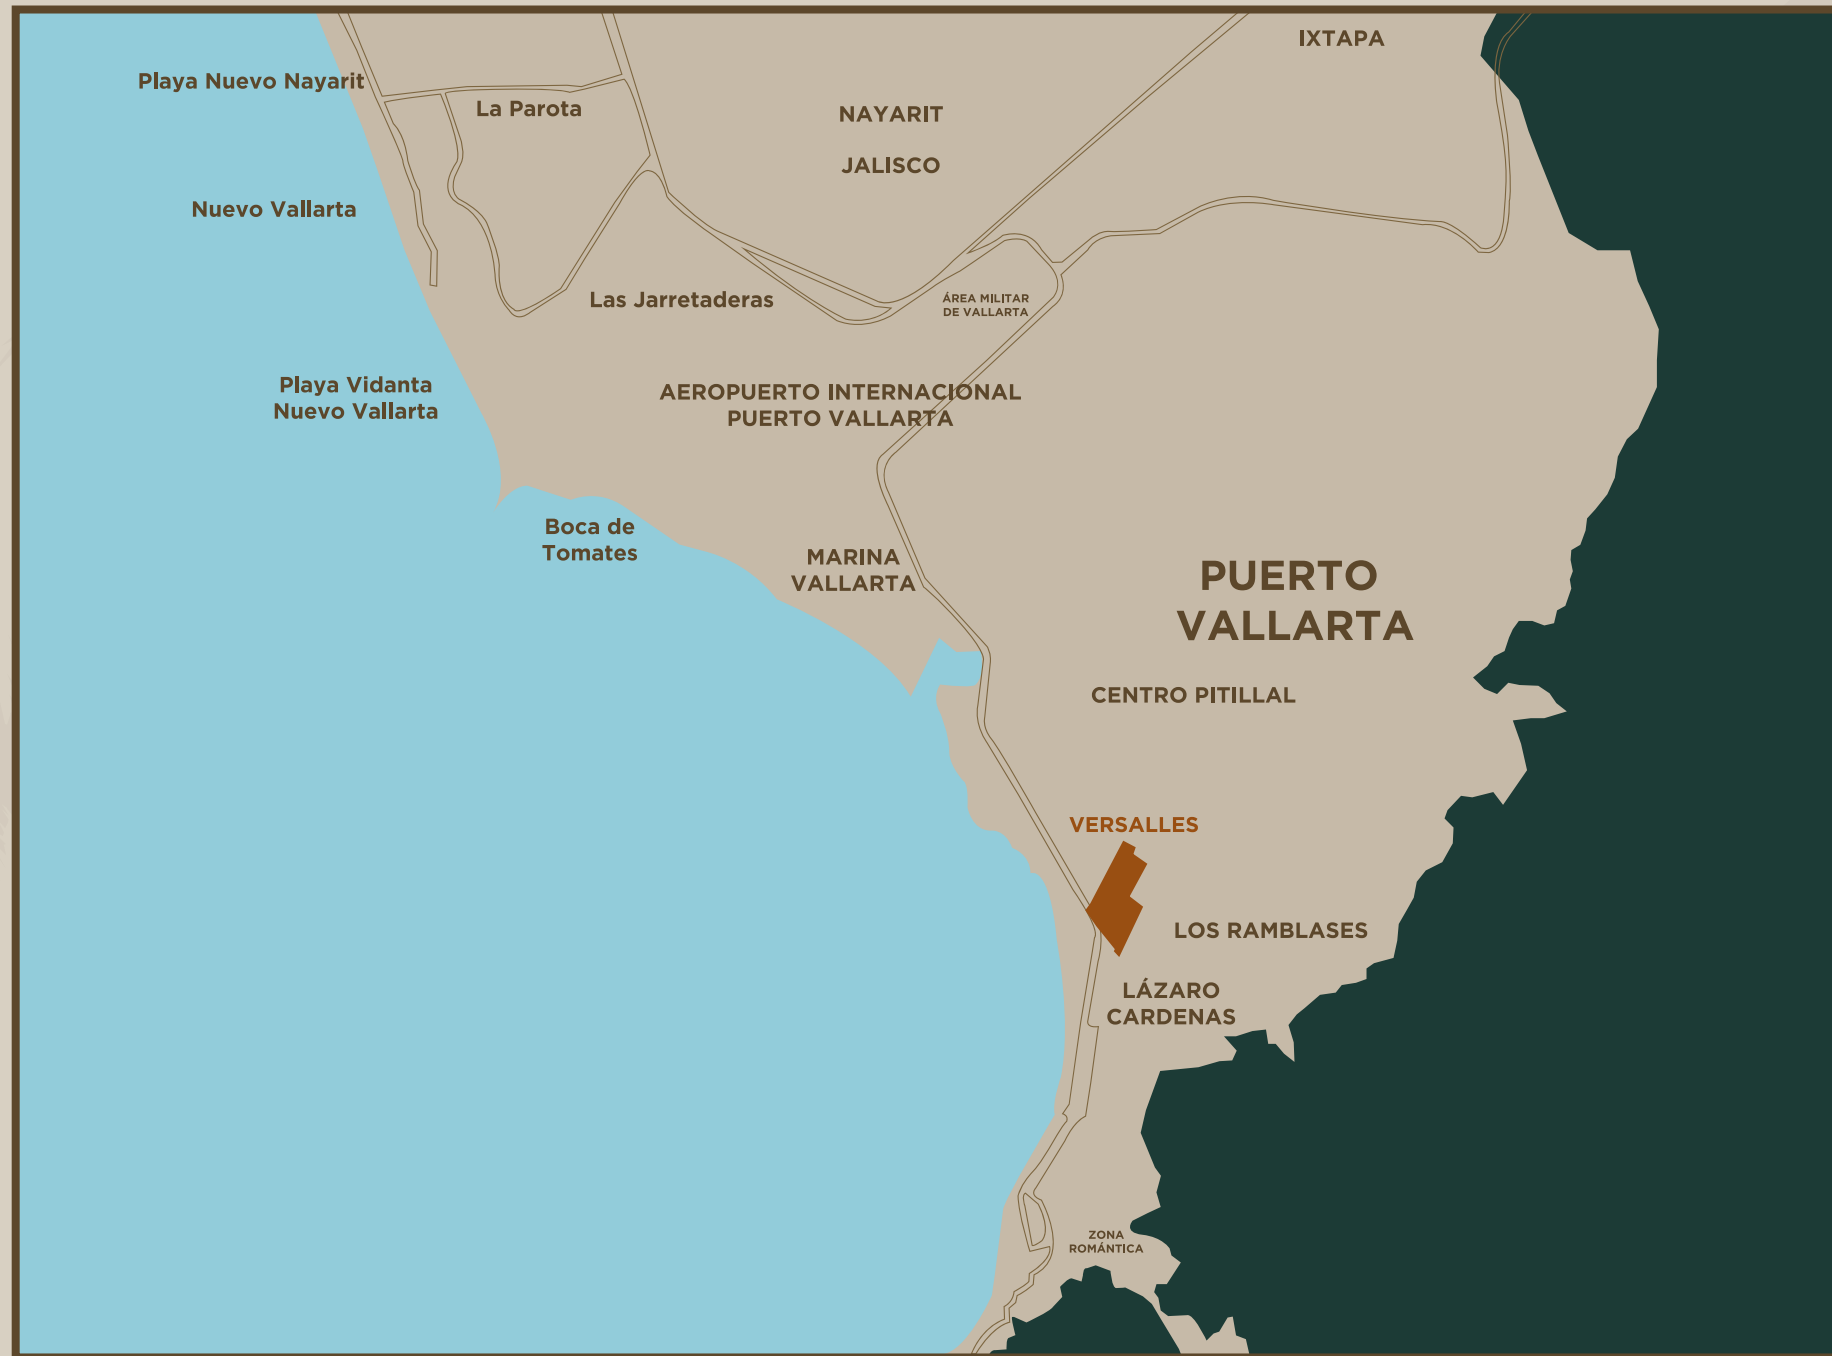 IXTAPA
Playa Nuevo Nayarit
La Parota
NAYARIT
JALISCO
Nuevo Vallarta
Las Jarretaderas
ÁREA MILITAR
DE VALLARTA
Playa Vidanta
Nuevo Vallarta
AEROPUERTO INTERNACIONAL
PUERTO VALLARTA
Boca de
Tomates
MARINA
VALLARTA
PUERTO
VALLARTA
CENTRO PITILLAL
VERSALLES
LOS RAMBLASES
LÁZARO
CARDENAS
ZONA
ROMÁNTICA